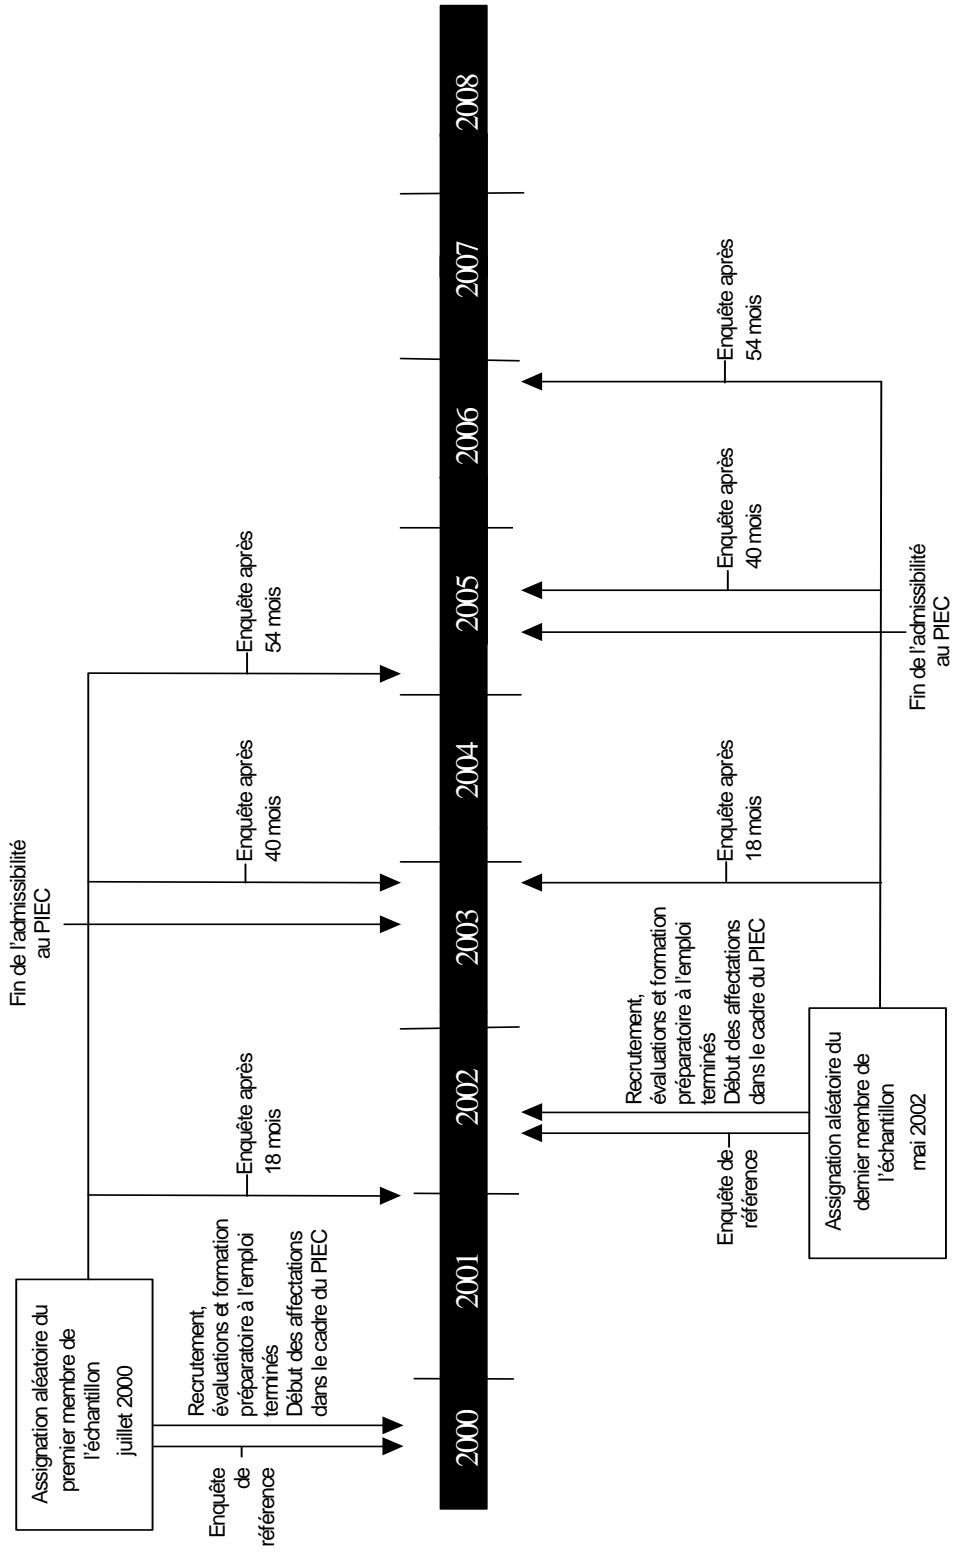 Assignation aléatoire du
premier membre de
l'échantillon
juillet 2000
Enquête
de
référence
Recrutement,
évaluations et formation
préparatoire à l'emploi
terminés
Début des affectations
dans le cadre du PIEC
Enquête après
18 mois
Fin de l'admissibilité
au PIEC
Enquête après
40 mois
Enquête après
54 mois
2000
2001
2002
2003
2004
2005
2006
2007
2008
Assignation aléatoire du
dernier membre de
l'échantillon
mai 2002
Enquête de
référence
Recrutement,
évaluations et formation
préparatoire à l'emploi
terminés
Début des affectations
dans le cadre du PIEC
Enquête après
18 mois
Fin de l'admissibilité
au PIEC
Enquête après
40 mois
Enquête après
54 mois